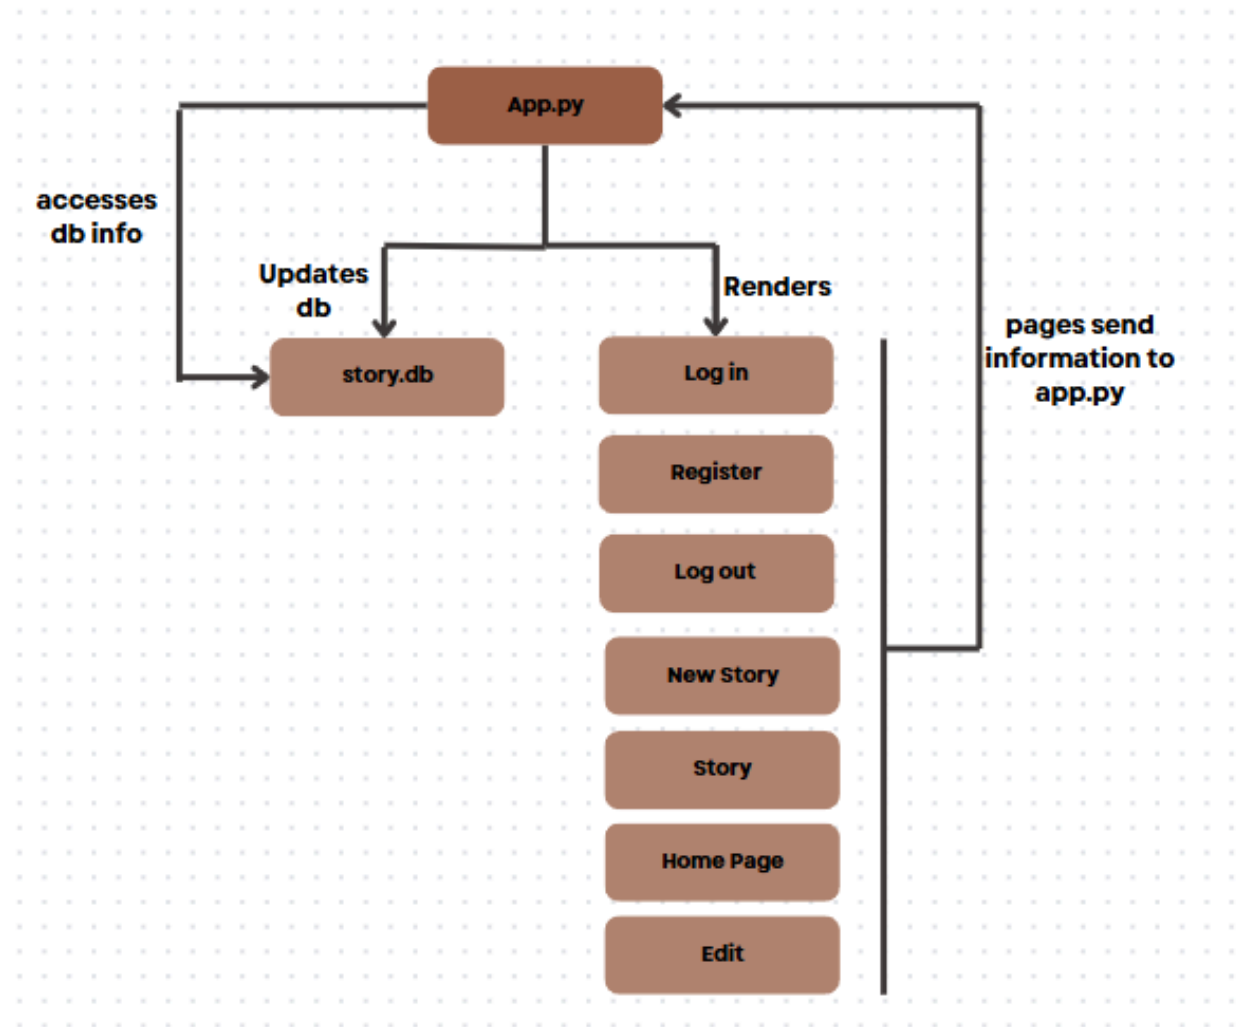 App.py
accesses
db info
Updates
db
Renders
pages send
information to
app.py
story.db
Log in
Register
Log out
New Story
Story
Home Page
Edit